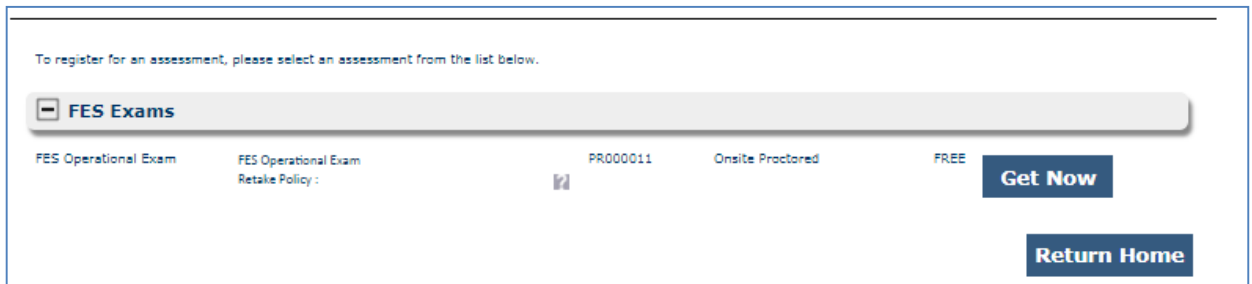 To register for an assessment, please select an assessment from the list below.
FES Exams
FES Operational Exam FES Operational Exam PR000011 Onsite Proctored FREE Get Now
Retake Policy : ?
Return Home